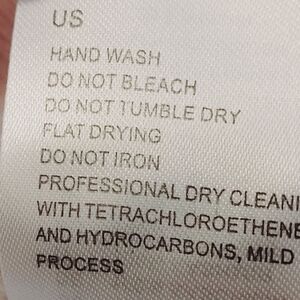 US
HAND WASH
DO NOT BLEACH
DO NOT TUMBLE DRY
FLAT DRYING
DO NOT IRON
PROFESSIONAL DRY CLEANI
WITH TETRACHLOROETHENE
AND HYDROCARBONS, MILD
PROCESS